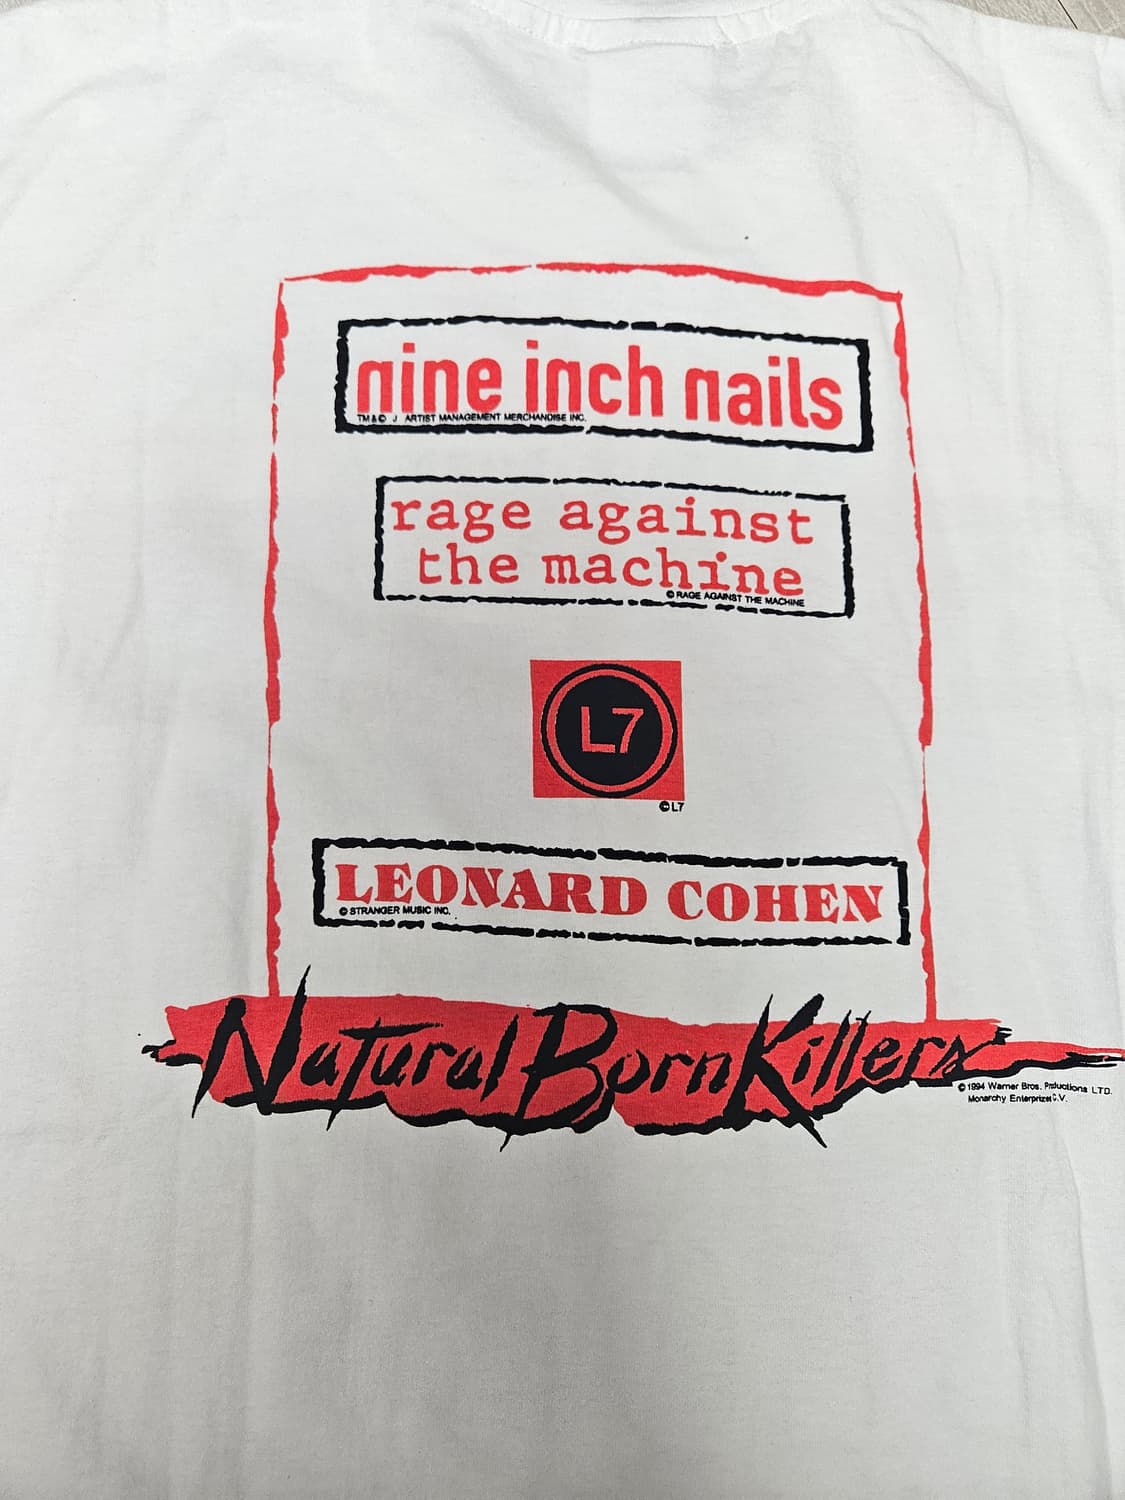 nine inch nails
TM & © J ARTIST MANAGEMENT MERCHANDISE INC.
rage against
the machine
© RAGE AGAINST THE MACHINE
L7
© L7
LEONARD COHEN
© STRANGER MUSIC INC.
Natural Born Killers
© 1994 Warner Bros. Productions LTD.
Monarchy Enterprizes C.V.